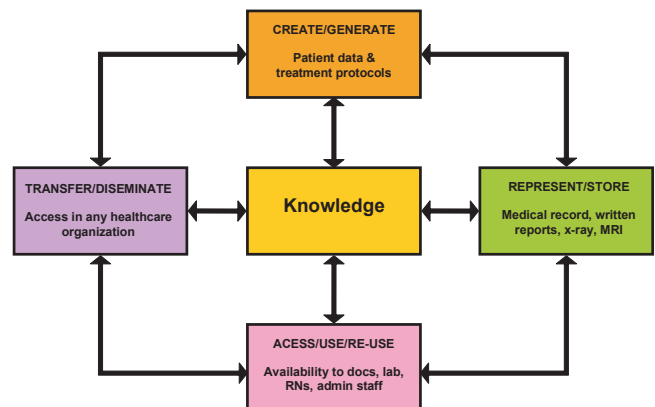 CREATE/GENERATE
Patient data &
treatment protocols
TRANSFER/DISEMINATE
Access in any healthcare
organization
Knowledge
REPRESENT/STORE
Medical record, written
reports, x-ray, MRI
ACESS/USE/RE-USE
Availability to docs, lab,
RNs, admin staff